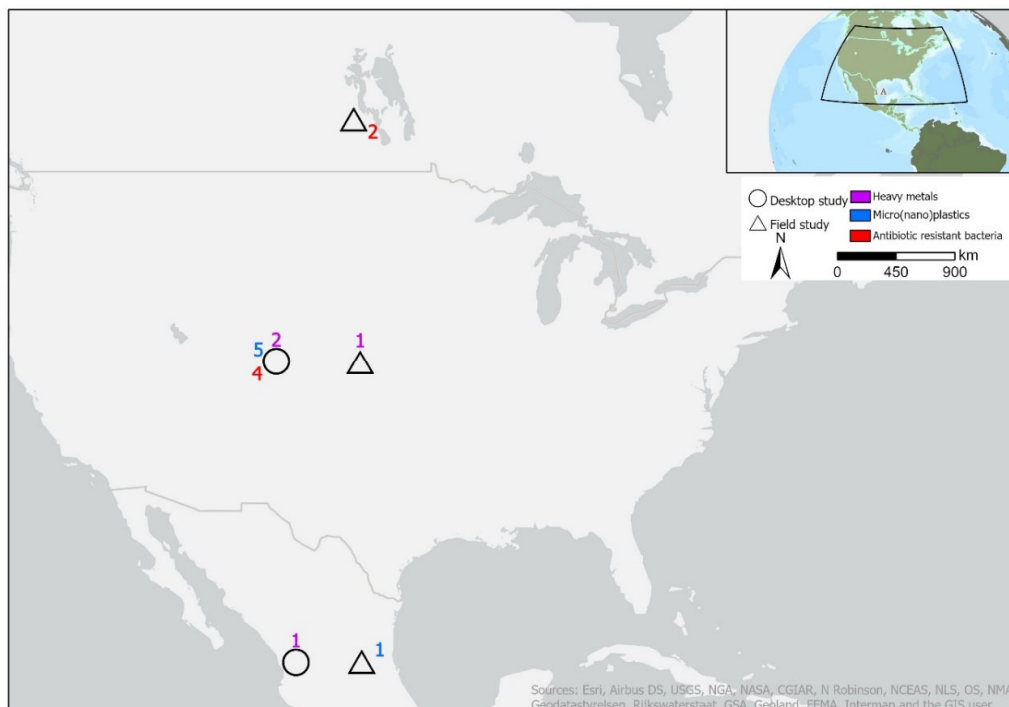 1 A
2
Desktop study
Heavy metals
Micro(nano)plastics
Field study
Antibiotic resistant bacteria
N
km
0 450 900
2
5
4
1
1
1
Sources: Esri, Airbus DS, USGS, NGA, NASA, CGIAR, N Robinson, NCEAS, NLS, OS, NMA
Geodatastyrelsen, Rijkswaterstaat, GSA, Geoland, FEMA, Intermap and the GIS user